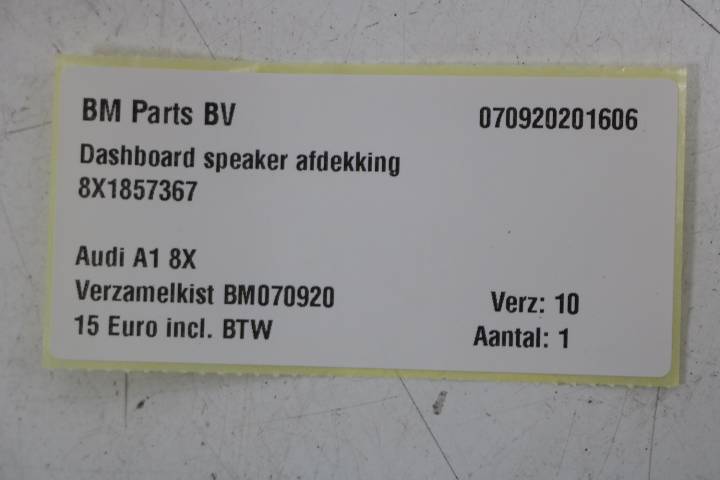 BM Parts BV 070920201606
Dashboard speaker afdekking
8X1857367
Audi A1 8X
Verzamelkist BM070920 Verz: 10
15 Euro incl. BTW Aantal: 1